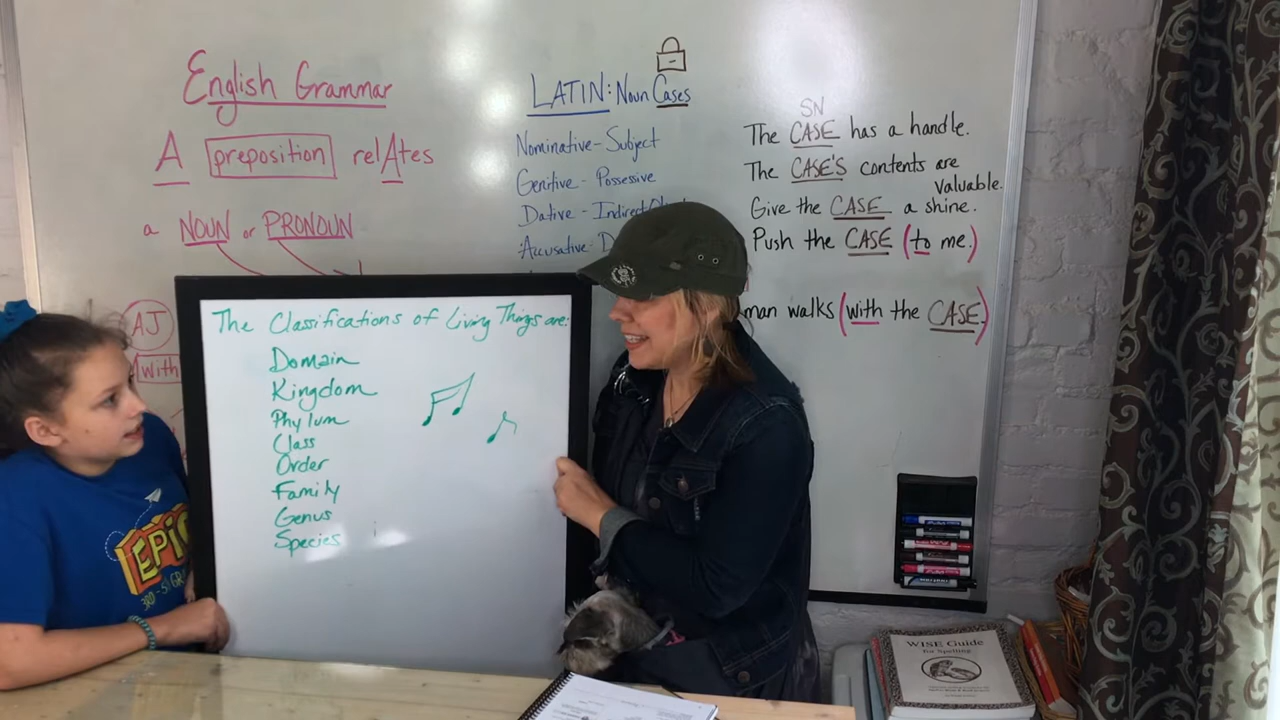 English Grammar
A preposition relAtes
a NOUN or PRONOUN
AJ
with
LATIN: Noun Cases
Nominative - Subject
Genitive - Possessive
Dative - Indirect
Accusative - D
SN
The CASE has a handle.
The CASE'S contents are
valuable.
Give the CASE a shine.
Push the CASE (to me.)
man walks (with the CASE.)
The Classifications of Living Things are:
Domain
Kingdom
Phylum
Class
Order
Family
Genus
Species
EPIC
3RD-5
WISE Guide
for Spelling